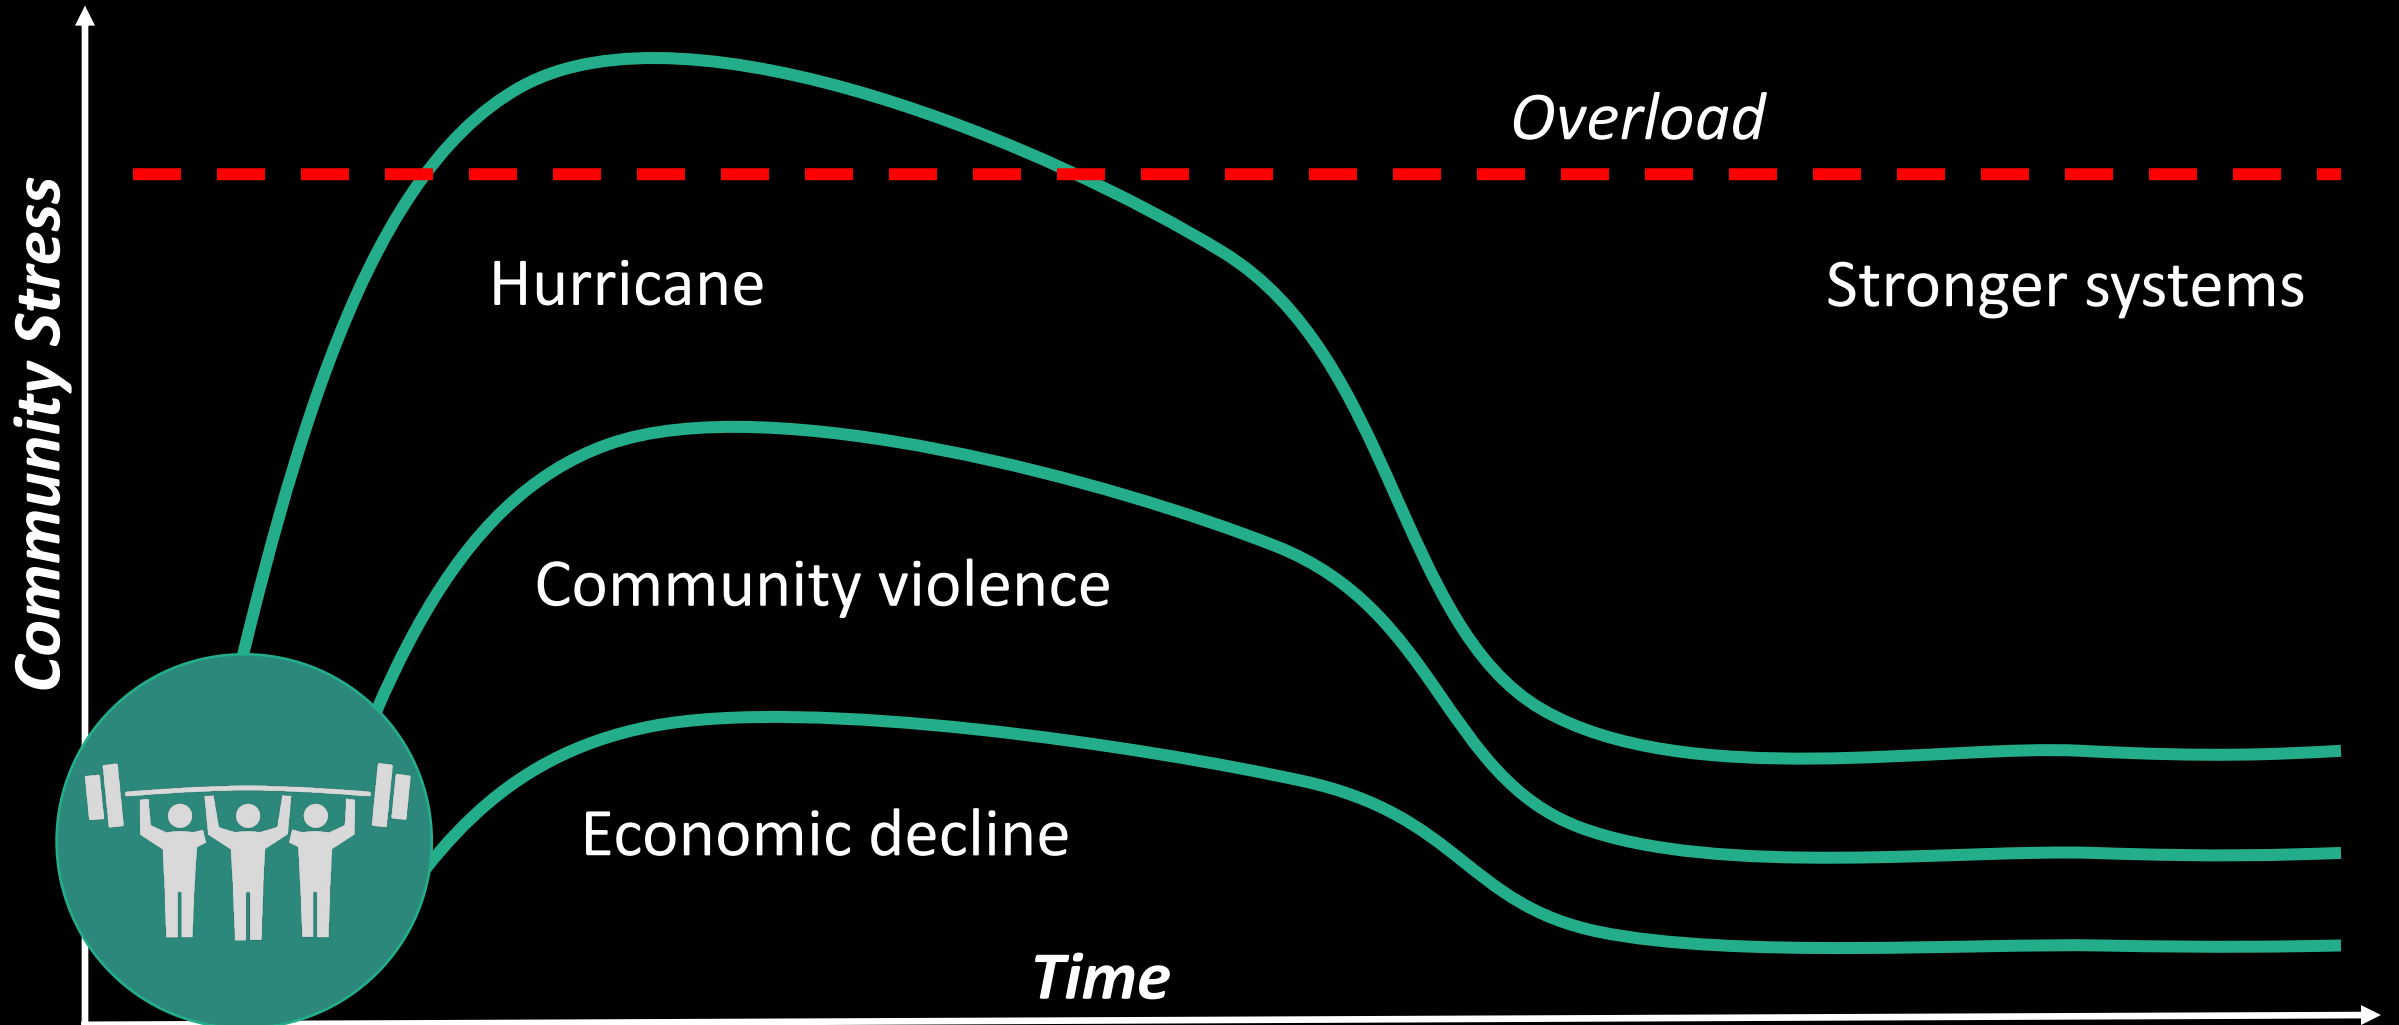 Overload
Community Stress
Hurricane
Stronger systems
Community violence
Economic decline
Time